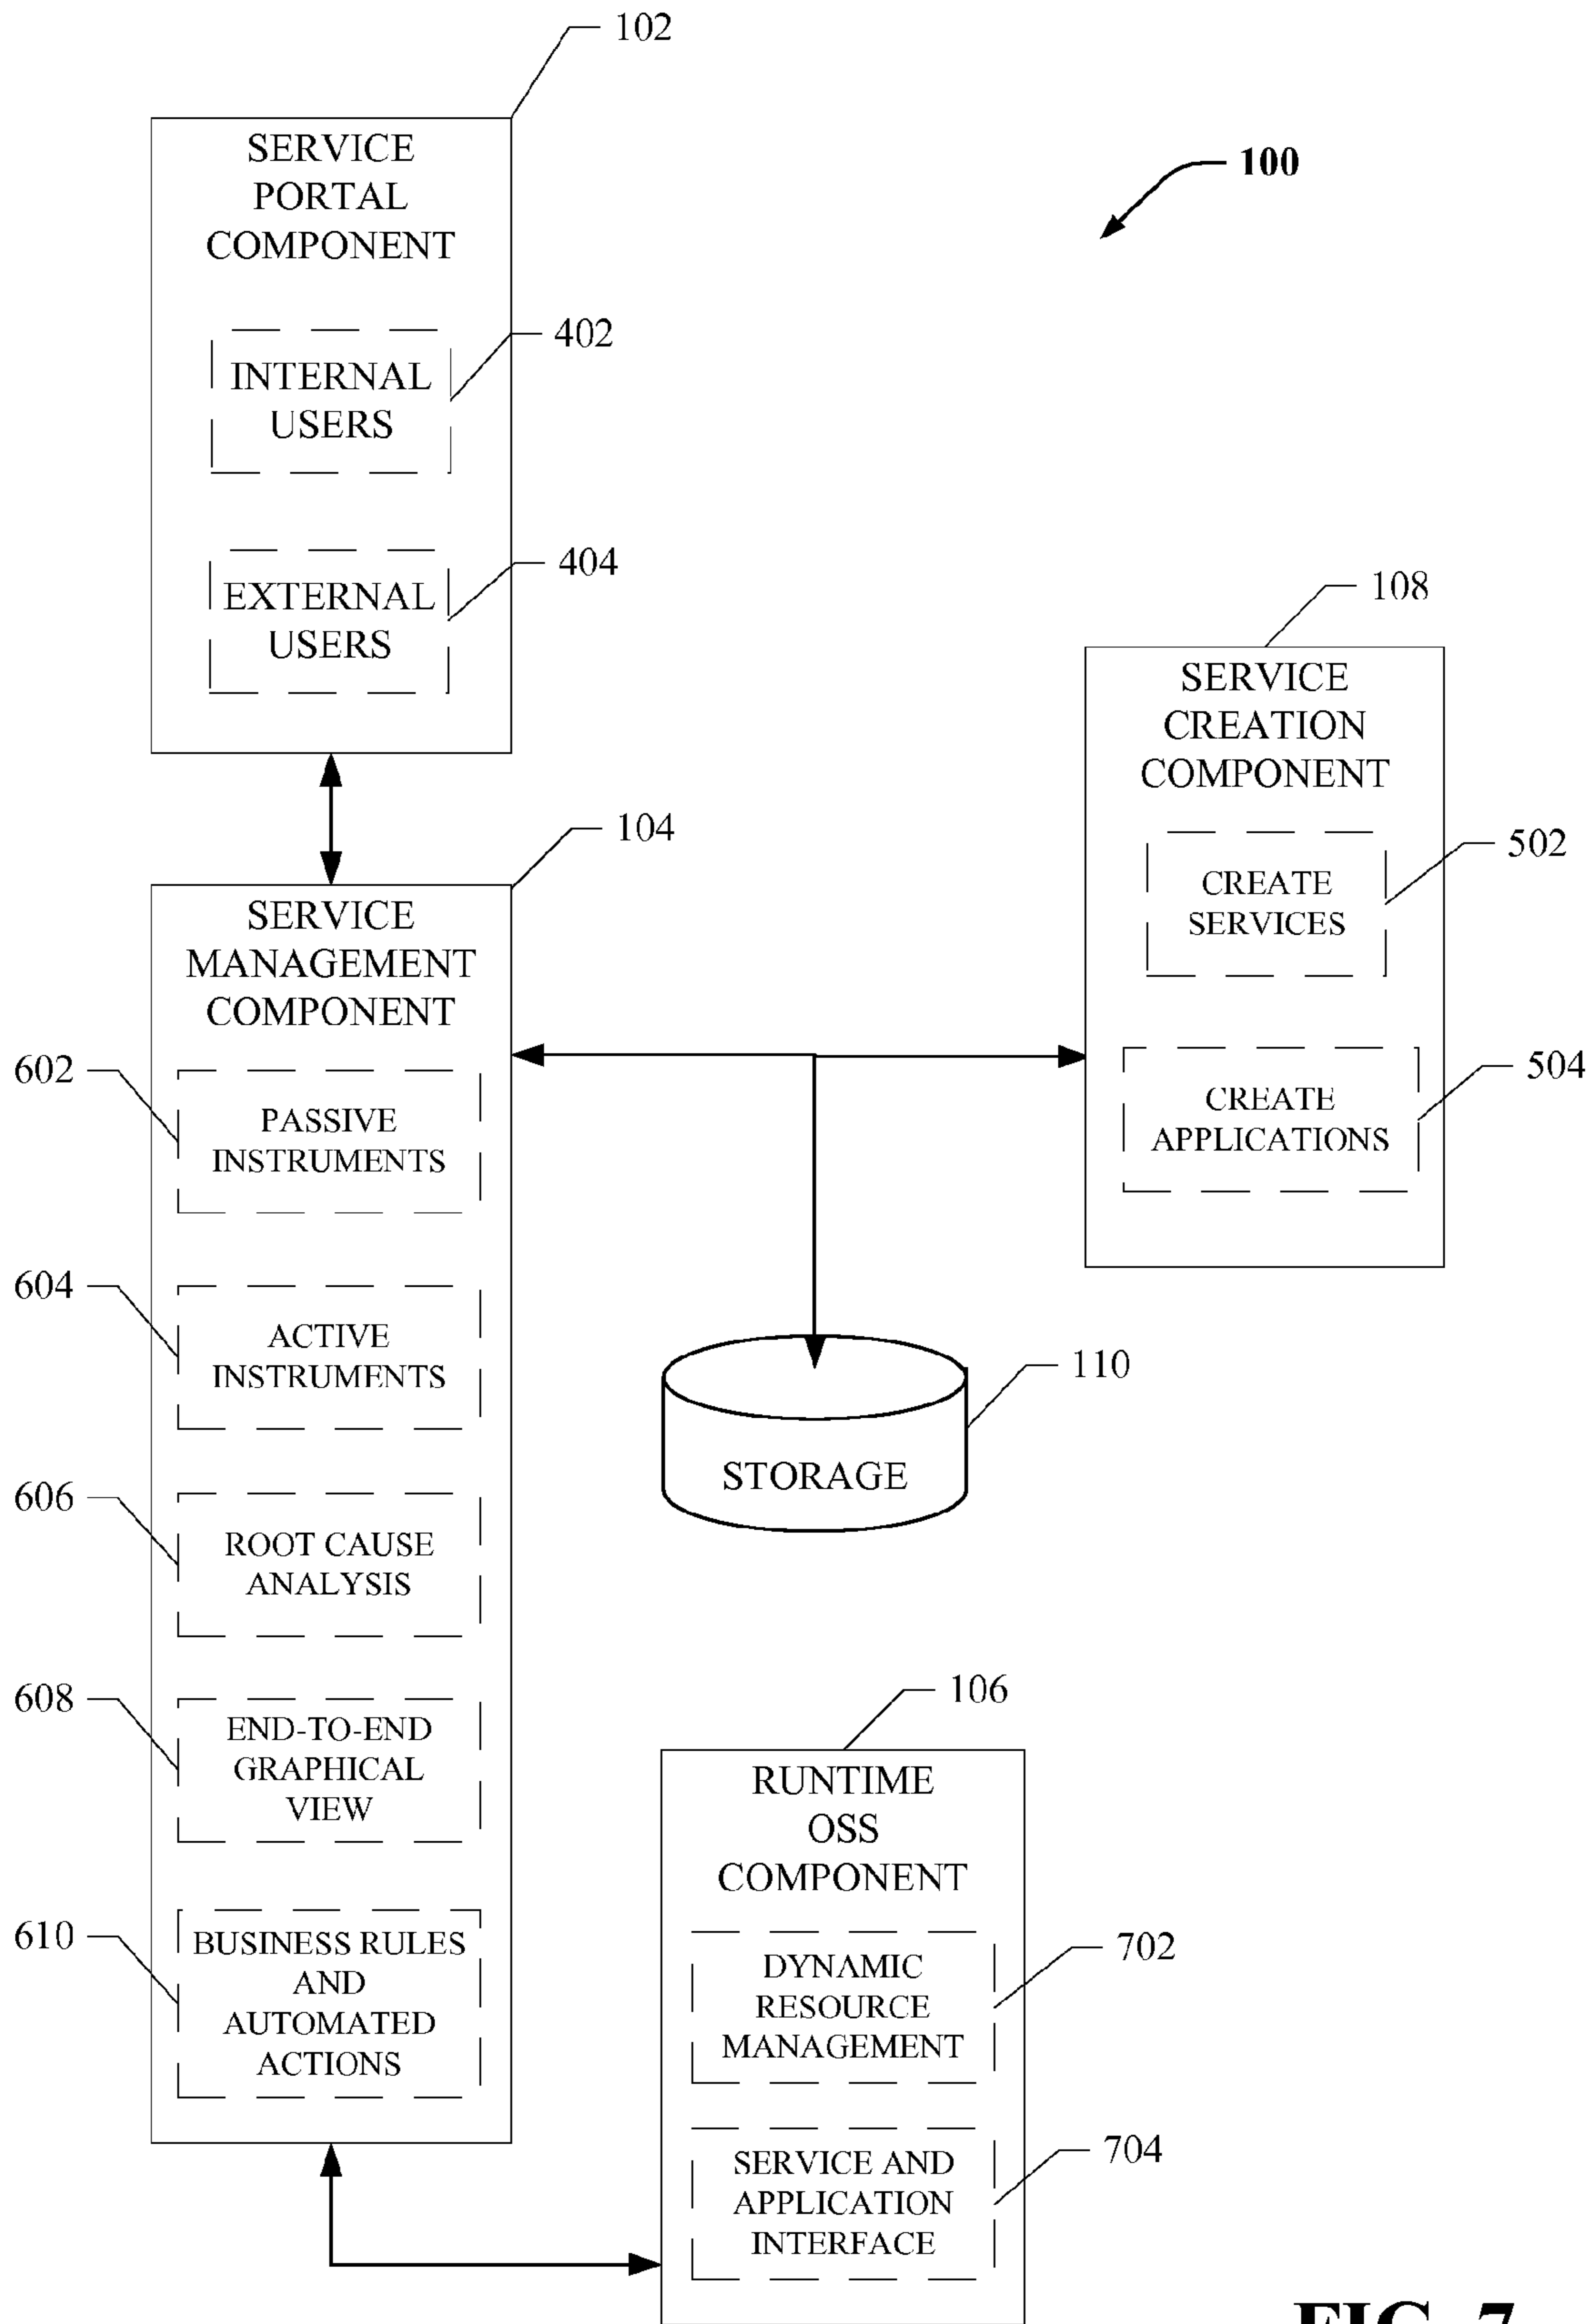 102
SERVICE
PORTAL
COMPONENT
100
402
INTERNAL
USERS
404
EXTERNAL
USERS
108
SERVICE
CREATION
COMPONENT
502
CREATE
SERVICES
504
CREATE
APPLICATIONS
104
SERVICE
MANAGEMENT
COMPONENT
602
PASSIVE
INSTRUMENTS
604
ACTIVE
INSTRUMENTS
110
STORAGE
606
ROOT CAUSE
ANALYSIS
608
END-TO-END
GRAPHICAL
VIEW
610
BUSINESS RULES
AND
AUTOMATED
ACTIONS
106
RUNTIME
OSS
COMPONENT
702
DYNAMIC
RESOURCE
MANAGEMENT
704
SERVICE AND
APPLICATION
INTERFACE
FIG. 7